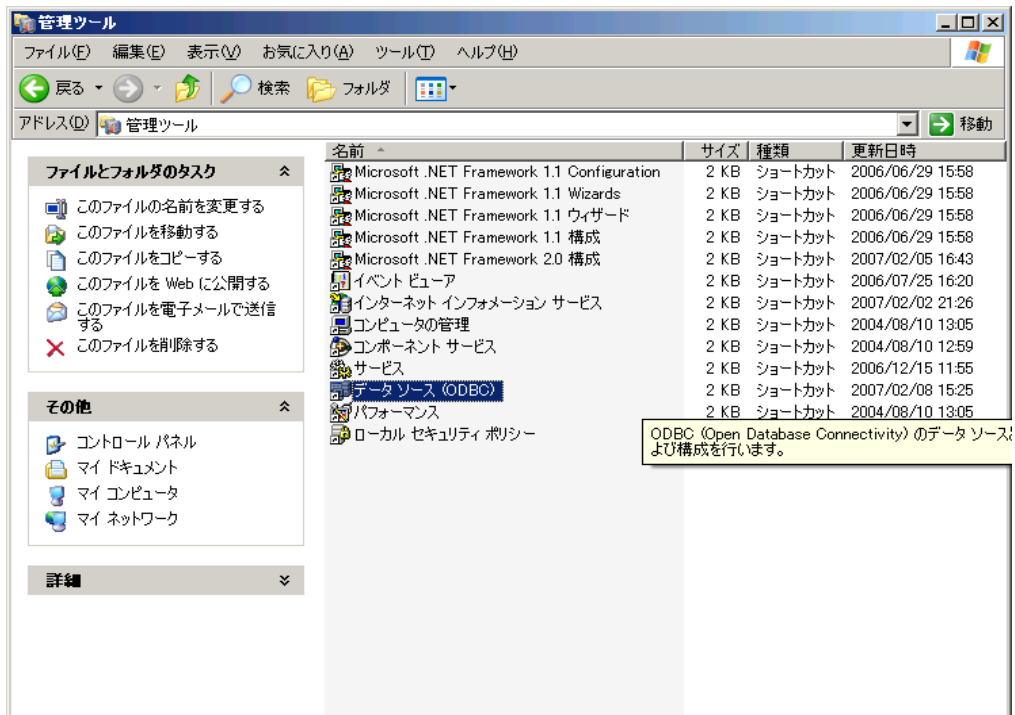 管理ツール
ファイル(F) 編集(E) 表示(V) お気に入り(A) ツール(T) ヘルプ(H)
戻る 検索 フォルダ
アドレス(D) 管理ツール 移動
ファイルとフォルダのタスク
このファイルの名前を変更する
このファイルを移動する
このファイルをコピーする
このファイルを Web に公開する
このファイルを電子メールで送信
する
このファイルを削除する
その他
コントロール パネル
マイ ドキュメント
マイ コンピュータ
マイ ネットワーク
詳細
名前 サイズ 種類 更新日時
Microsoft .NET Framework 1.1 Configuration 2 KB ショートカット 2006/06/29 15:58
Microsoft .NET Framework 1.1 Wizards 2 KB ショートカット 2006/06/29 15:58
Microsoft .NET Framework 1.1 ウィザード 2 KB ショートカット 2006/06/29 15:58
Microsoft .NET Framework 1.1 構成 2 KB ショートカット 2006/06/29 15:58
Microsoft .NET Framework 2.0 構成 2 KB ショートカット 2007/02/05 16:43
イベント ビューア 2 KB ショートカット 2006/07/25 16:20
インターネット インフォメーション サービス 2 KB ショートカット 2007/02/02 21:26
コンピュータの管理 2 KB ショートカット 2004/08/10 13:05
コンポーネント サービス 2 KB ショートカット 2004/08/10 12:59
サービス 2 KB ショートカット 2006/12/15 11:55
データ ソース (ODBC) 2 KB ショートカット 2007/02/08 15:25
パフォーマンス 2 KB ショートカット 2004/08/10 13:05
ローカル セキュリティ ポリシー
ODBC (Open Database Connectivity) のデータ ソース
よび構成を行います。